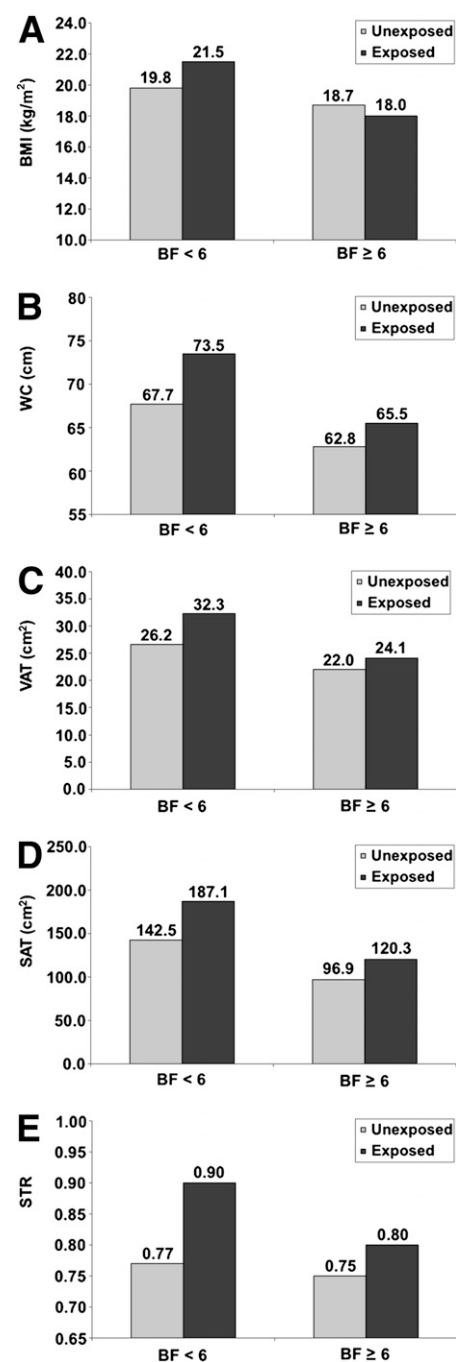 A
BMI (kg/m²)
24.0
22.0
20.0
18.0
16.0
14.0
12.0
10.0
19.8
21.5
18.7
18.0
Unexposed
Exposed
BF < 6
BF ≥ 6
B
WC (cm)
80
75
70
65
60
55
67.7
73.5
62.8
65.5
Unexposed
Exposed
BF < 6
BF ≥ 6
C
VAT (cm²)
40.0
35.0
30.0
25.0
20.0
15.0
10.0
5.0
0.0
26.2
32.3
22.0
24.1
Unexposed
Exposed
BF < 6
BF ≥ 6
D
SAT (cm²)
250.0
200.0
150.0
100.0
50.0
0.0
142.5
187.1
96.9
120.3
Unexposed
Exposed
BF < 6
BF ≥ 6
E
STR
1.00
0.95
0.90
0.85
0.80
0.75
0.70
0.65
0.77
0.90
0.75
0.80
Unexposed
Exposed
BF < 6
BF ≥ 6